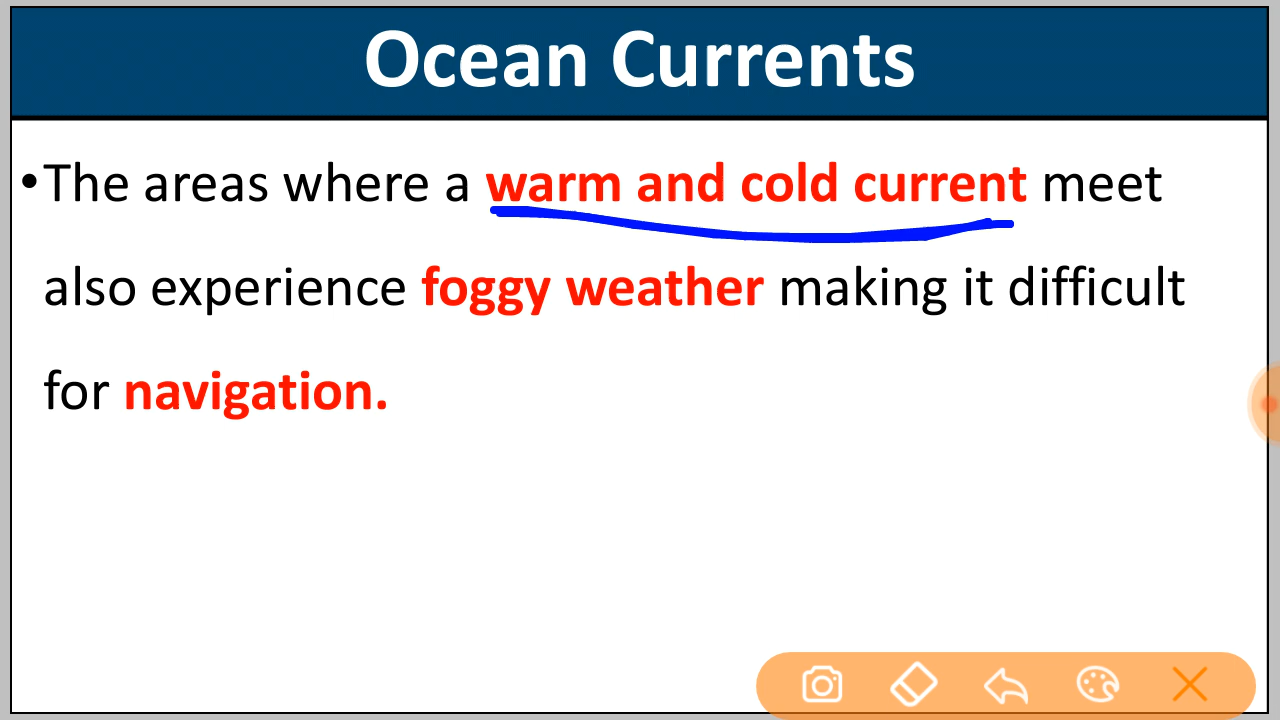 Ocean Currents
•The areas where a warm and cold current meet
also experience foggy weather making it difficult
for navigation.